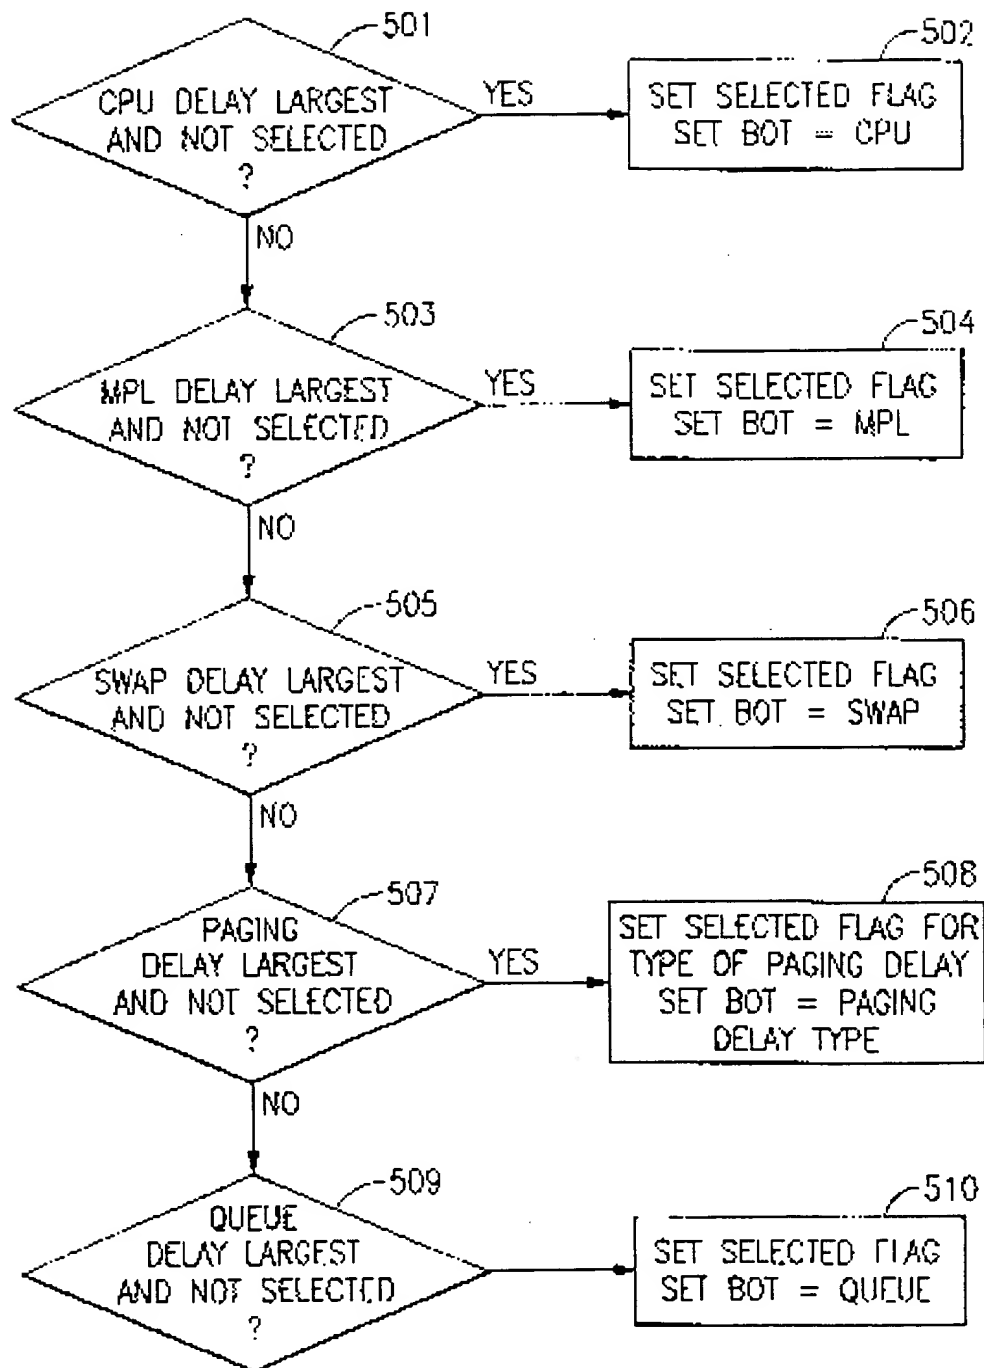 501
CPU DELAY LARGEST
AND NOT SELECTED
?
YES
502
SET SELECTED FLAG
SET BOT = CPU
NO
503
MPL DELAY LARGEST
AND NOT SELECTED
?
YES
504
SET SELECTED FLAG
SET BOT = MPL
NO
505
SWAP DELAY LARGEST
AND NOT SELECTED
?
YES
506
SET SELECTED FLAG
SET BOT = SWAP
NO
507
PAGING
DELAY LARGEST
AND NOT SELECTED
?
YES
508
SET SELECTED FLAG FOR
TYPE OF PAGING DELAY
SET BOT = PAGING
DELAY TYPE
NO
509
QUEUE
DELAY LARGEST
AND NOT SELECTED
?
510
SET SELECTED FLAG
SET BOT = QUEUE